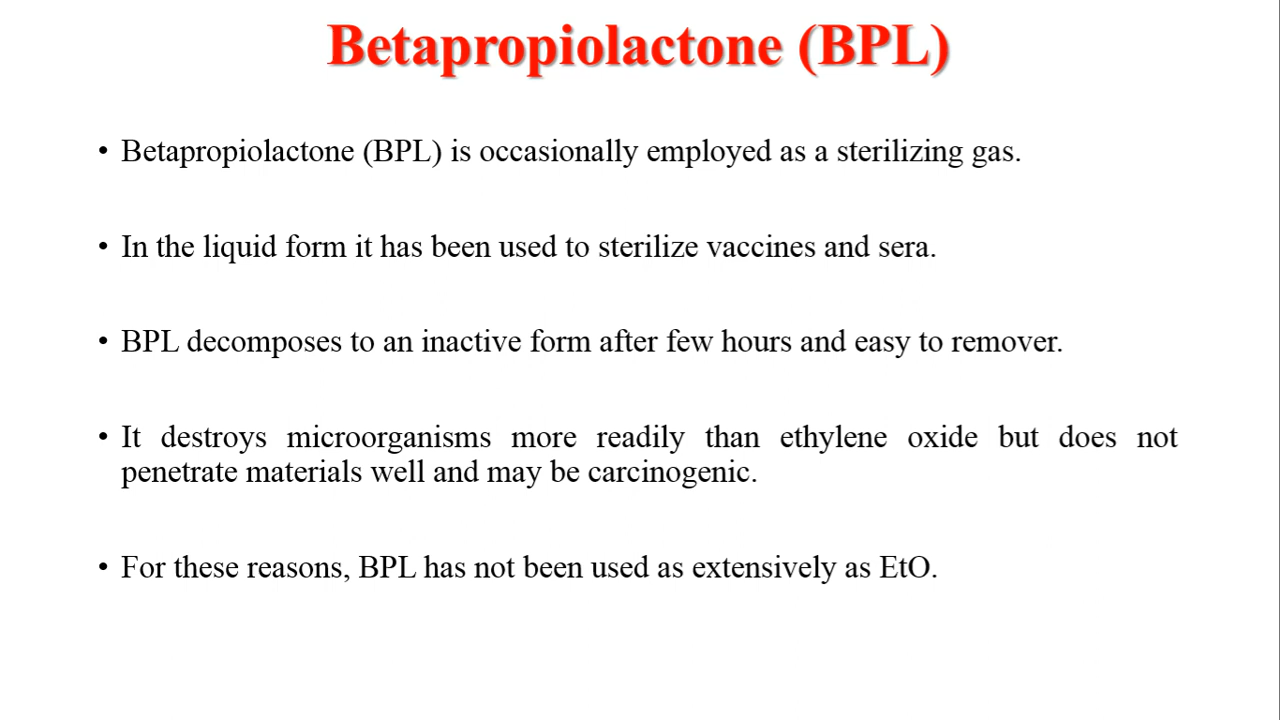 Betapropiolactone (BPL)
• Betapropiolactone (BPL) is occasionally employed as a sterilizing gas.
• In the liquid form it has been used to sterilize vaccines and sera.
• BPL decomposes to an inactive form after few hours and easy to remover.
• It destroys microorganisms more readily than ethylene oxide but does not
penetrate materials well and may be carcinogenic.
• For these reasons, BPL has not been used as extensively as EtO.